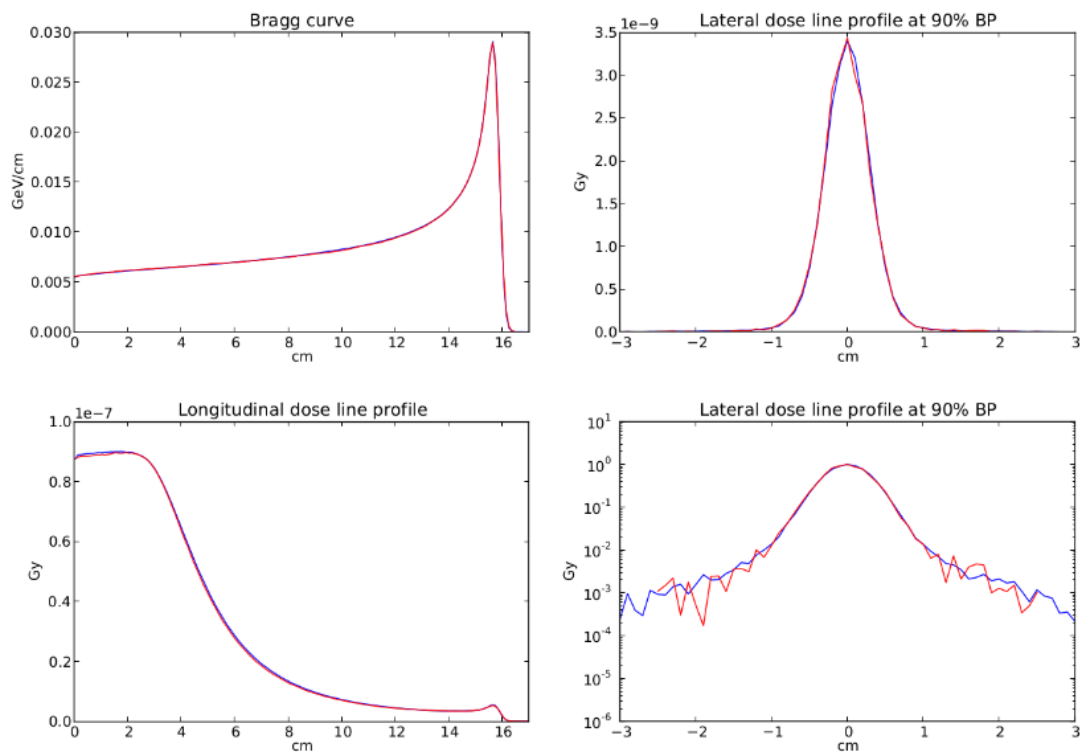 Bragg curve
0.030
0.025
0.020
0.015
0.010
0.005
0.000
GeV/cm
0 2 4 6 8 10 12 14 16
cm
Lateral dose line profile at 90% BP
1e−9
3.5
3.0
2.5
2.0
1.5
1.0
0.5
0.0
Gy
−3 −2 −1 0 1 2 3
cm
Longitudinal dose line profile
1e−7
1.0
0.8
0.6
0.4
0.2
0.0
Gy
0 2 4 6 8 10 12 14 16
cm
Lateral dose line profile at 90% BP
10¹
10⁰
10⁻¹
10⁻²
10⁻³
10⁻⁴
10⁻⁵
10⁻⁶
Gy
−3 −2 −1 0 1 2 3
cm